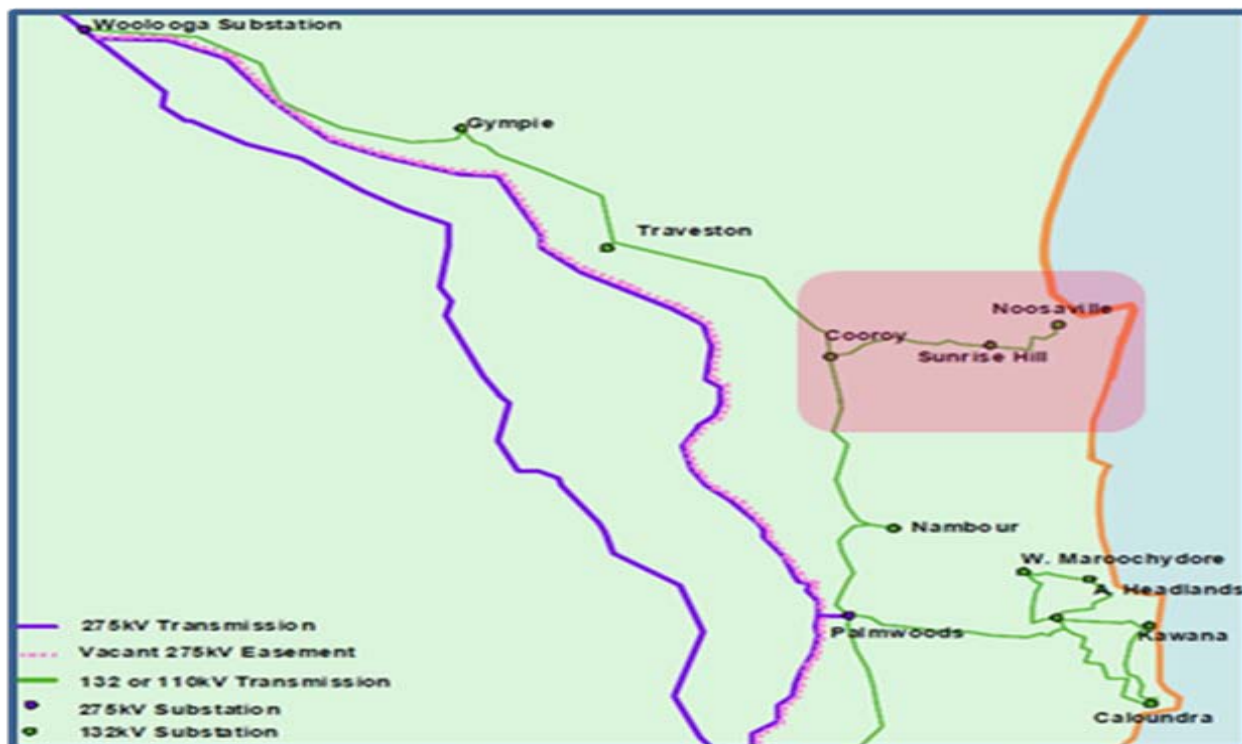 Woolooga Substation
Gympie
Traveston
Noosaville
Cooroy
Sunrise Hill
Nambour
W. Maroochydore
A. Headlands
Palmwoods
Kawana
Caloundra
275kV Transmission
Vacant 275kV Easement
132 or 110kV Transmission
275kV Substation
132kV Substation